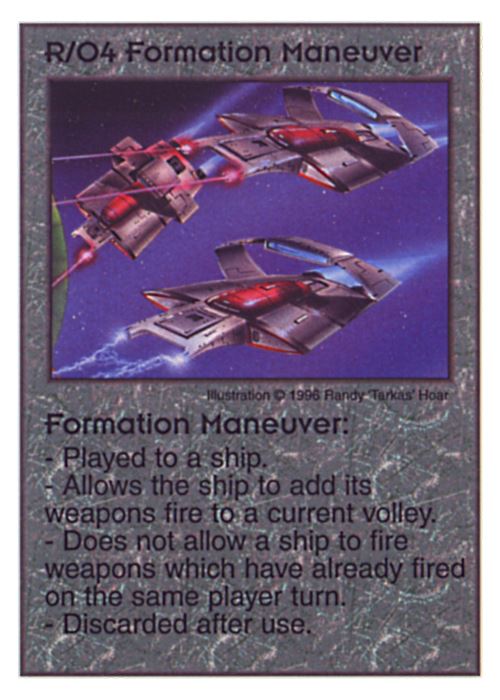 R/O4 Formation Maneuver
Illustration © 1996 Randy 'Tarkas' Hoar
Formation Maneuver:
- Played to a ship.
- Allows the ship to add its
weapons fire to a current volley.
- Does not allow a ship to fire
weapons which have already fired
on the same player turn.
- Discarded after use.